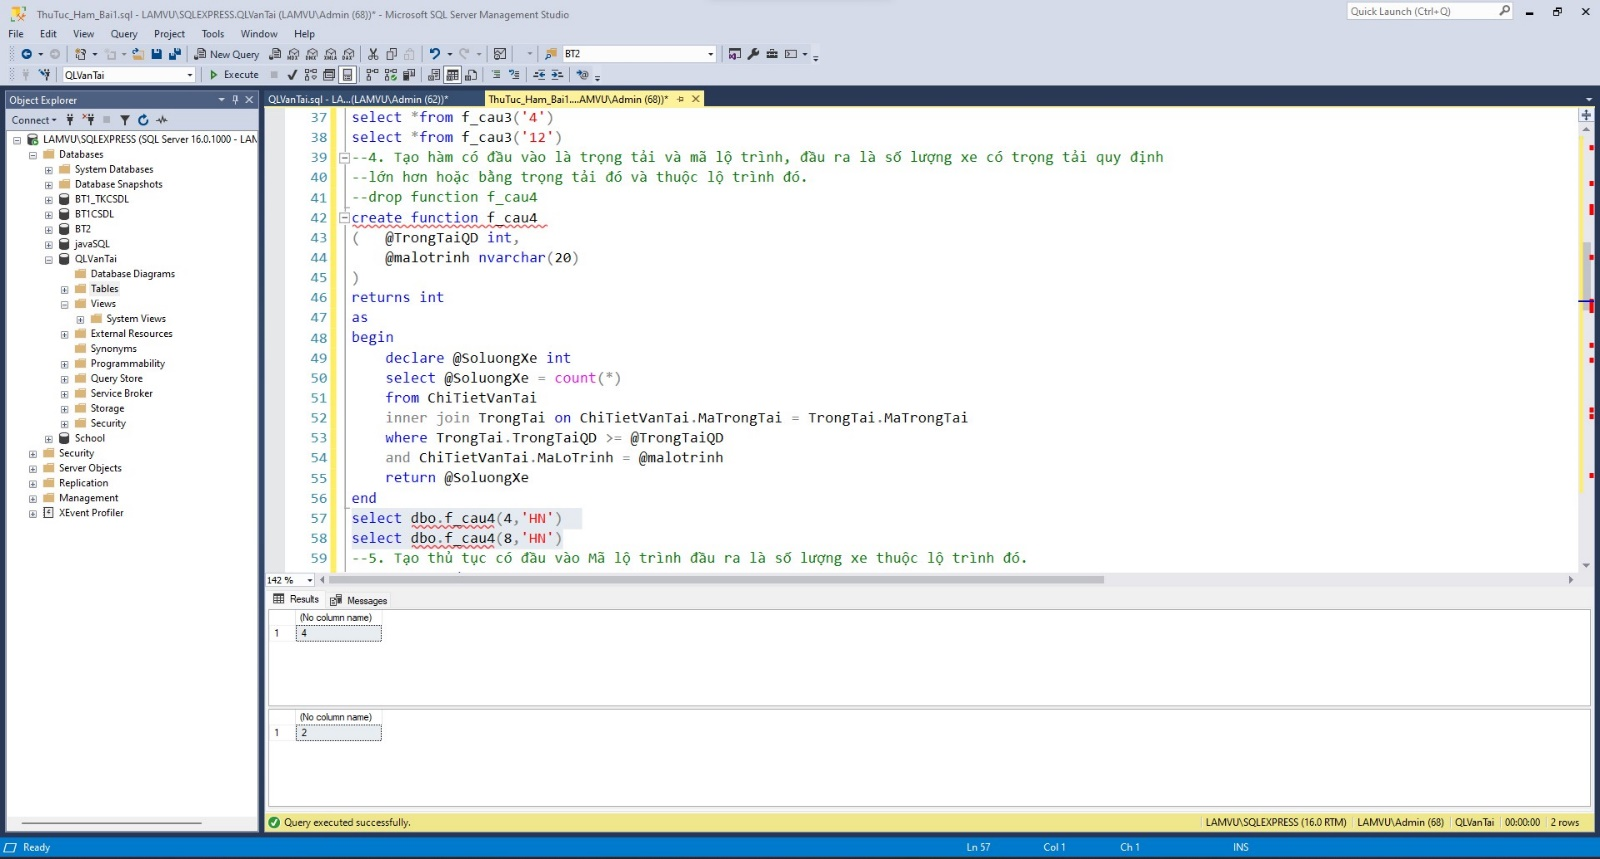 ThuTuc_Ham_Bai1.sql - LAMVU\SQLEXPRESS.QLVanTai (LAMVU\Admin (68))* - Microsoft SQL Server Management Studio
Quick Launch (Ctrl+Q)
File Edit View Query Project Tools Window Help
New Query
BT2
QLVanTai
Execute
Object Explorer
Connect
LAMVU\SQLEXPRESS (SQL Server 16.0.1000 - LAM
Databases
System Databases
Database Snapshots
BT1_TKCSDL
BT1CSDL
BT2
javaSQL
QLVanTai
Database Diagrams
Tables
Views
System Views
External Resources
Synonyms
Programmability
Query Store
Service Broker
Storage
Security
School
Security
Server Objects
Replication
Management
XEvent Profiler
QLVanTai.sql - LA...(LAMVU\Admin (62))*
ThuTuc_Ham_Bai1....AMVU\Admin (68))*
37 select *from f_cau3('4')
38 select *from f_cau3('12')
39 --4. Tạo hàm có đầu vào là trọng tải và mã lộ trình, đầu ra là số lượng xe có trọng tải quy định
40 --lớn hơn hoặc bằng trọng tải đó và thuộc lộ trình đó.
41 --drop function f_cau4
42 create function f_cau4
43 ( @TrongTaiQD int,
44 @malotrinh nvarchar(20)
45 )
46 returns int
47 as
48 begin
49 declare @SoluongXe int
50 select @SoluongXe = count(*)
51 from ChiTietVanTai
52 inner join TrongTai on ChiTietVanTai.MaTrongTai = TrongTai.MaTrongTai
53 where TrongTai.TrongTaiQD >= @TrongTaiQD
54 and ChiTietVanTai.MaLoTrinh = @malotrinh
55 return @SoluongXe
56 end
57 select dbo.f_cau4(4,'HN')
58 select dbo.f_cau4(8,'HN')
59 --5. Tạo thủ tục có đầu vào Mã lộ trình đầu ra là số lượng xe thuộc lộ trình đó.
142 %
Results Messages
(No column name)
1 4
(No column name)
1 2
Query executed successfully.
LAMVU\SQLEXPRESS (16.0 RTM) LAMVU\Admin (68) QLVanTai 00:00:00 2 rows
Ready
Ln 57 Col 1 Ch 1 INS